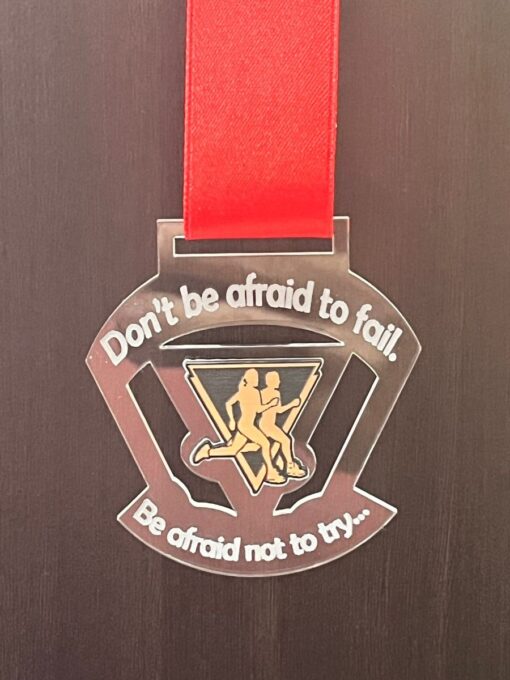 Don't be afraid to fail.
Be afraid not to try...